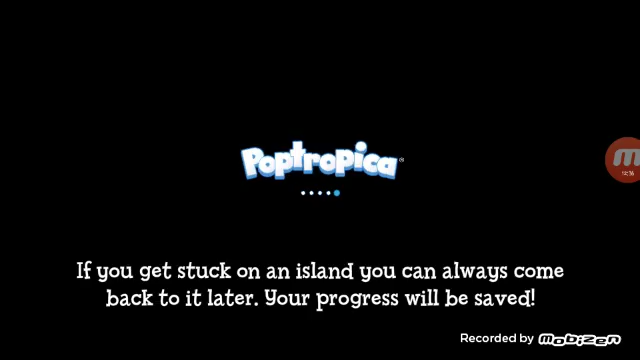 Poptropica®
If you get stuck on an island you can always come
back to it later. Your progress will be saved!
Recorded by mobizen